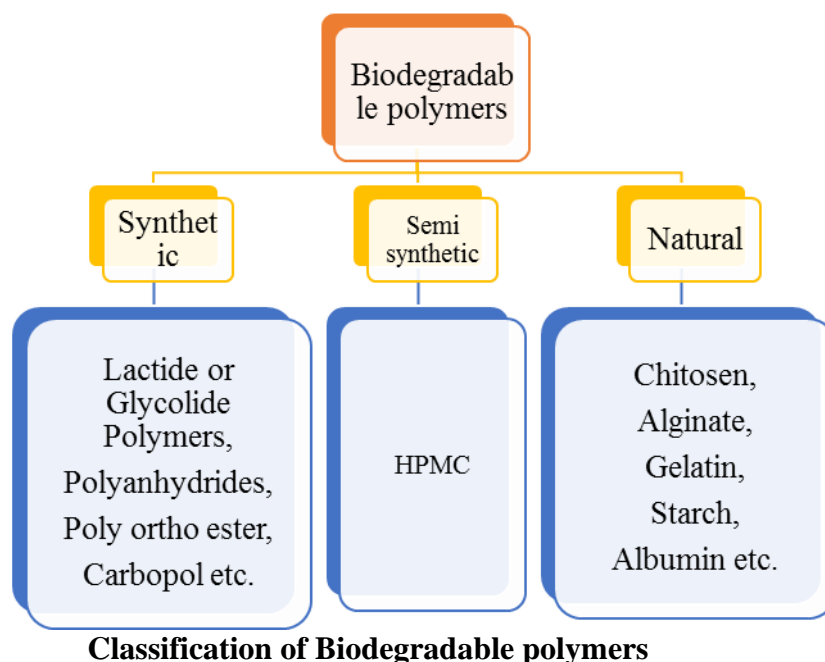 Biodegradab
le polymers
Synthet
ic
Semi
synthetic
Natural
Lactide or
Glycolide
Polymers,
Polyanhydrides,
Poly ortho ester,
Carbopol etc.
HPMC
Chitosen,
Alginate,
Gelatin,
Starch,
Albumin etc.
Classification of Biodegradable polymers